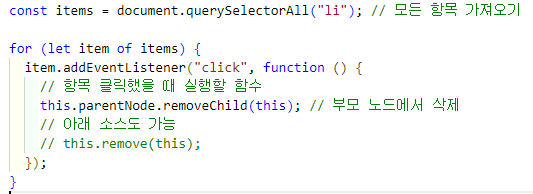 const items = document.querySelectorAll("li"); // 모든 항목 가져오기
for (let item of items) {
item.addEventListener("click", function () {
// 항목 클릭했을 때 실행할 함수
this.parentNode.removeChild(this); // 부모 노드에서 삭제
// 아래 소스도 가능
// this.remove(this);
});
}